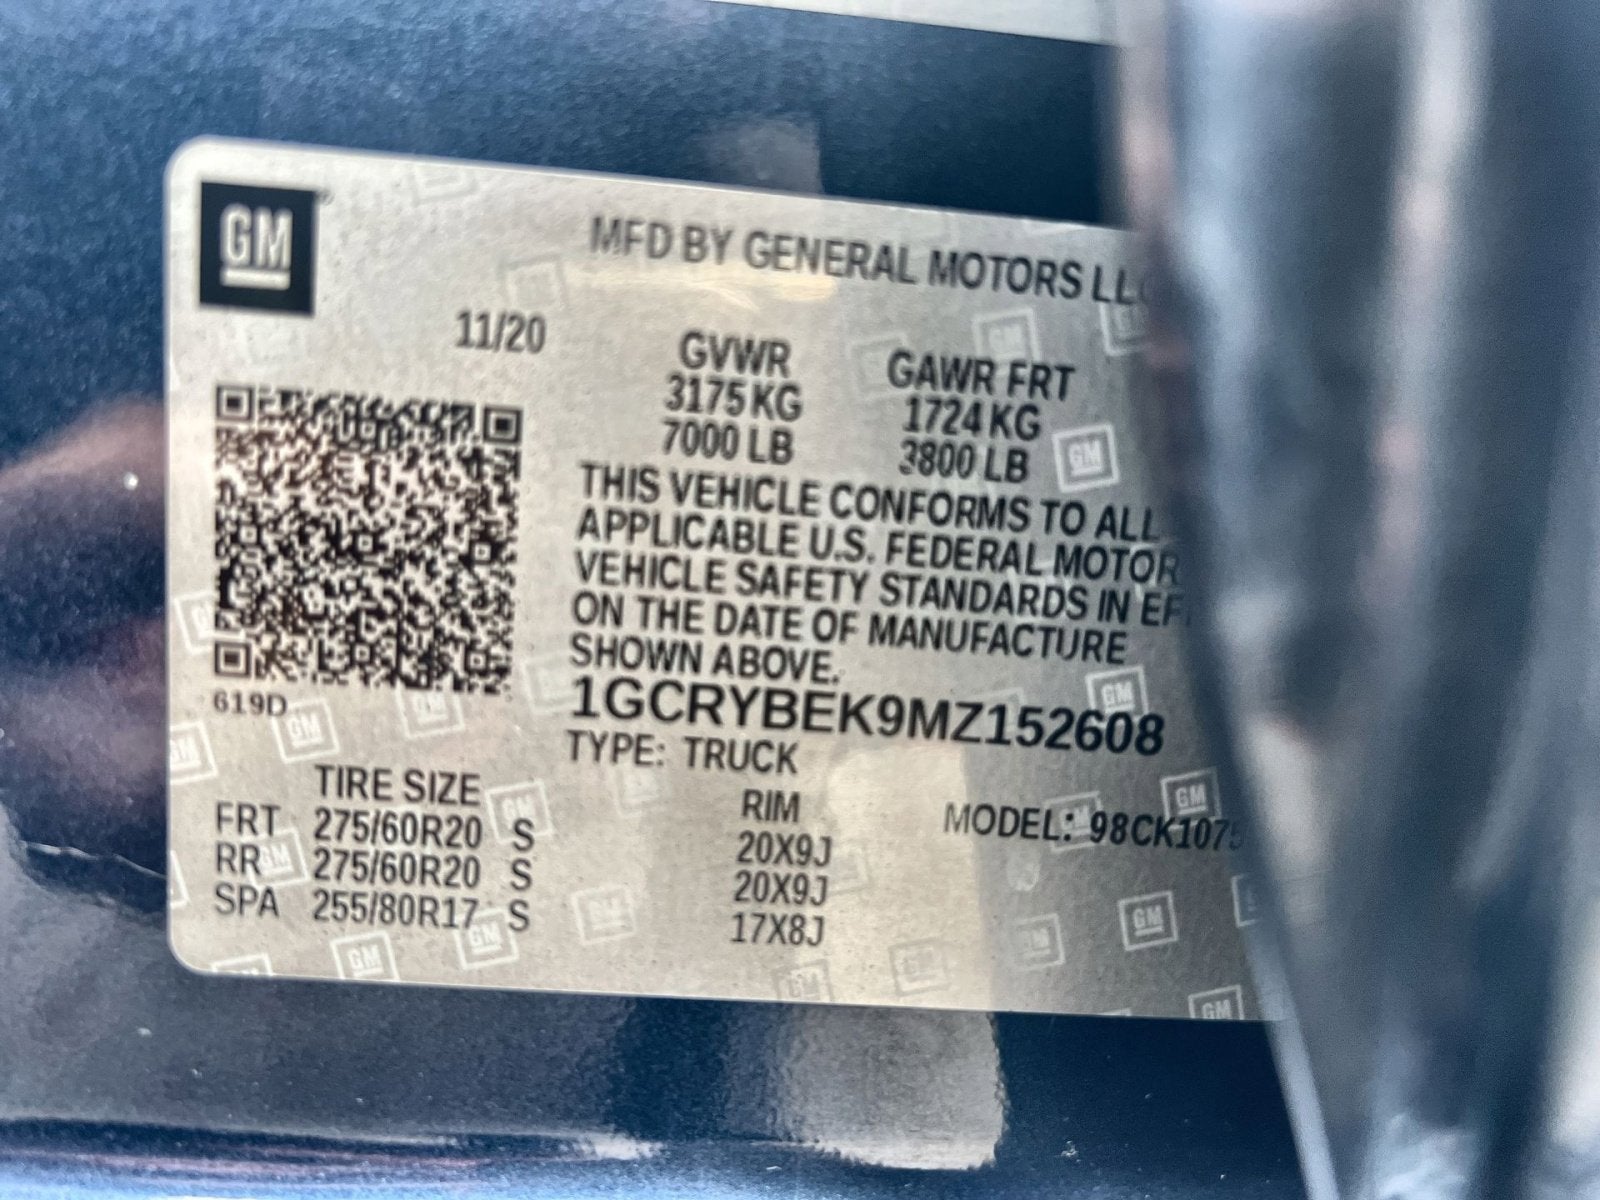 GM
MFD BY GENERAL MOTORS
11/20
GVWR GAWR FRT
3175 KG 1724 KG
7000 LB 3800 LB
THIS VEHICLE CONFORMS TO ALL
APPLICABLE U.S. FEDERAL MOTOR
VEHICLE SAFETY STANDARDS IN
ON THE DATE OF MANUFACTURE
SHOWN ABOVE.
619D
1GCRYBEK9MZ152608
TYPE: TRUCK
TIRE SIZE RIM MODEL:
FRT 275/60R20 S 20X9J
RR 275/60R20 S 20X9J
SPA 255/80R17 S 17X8J